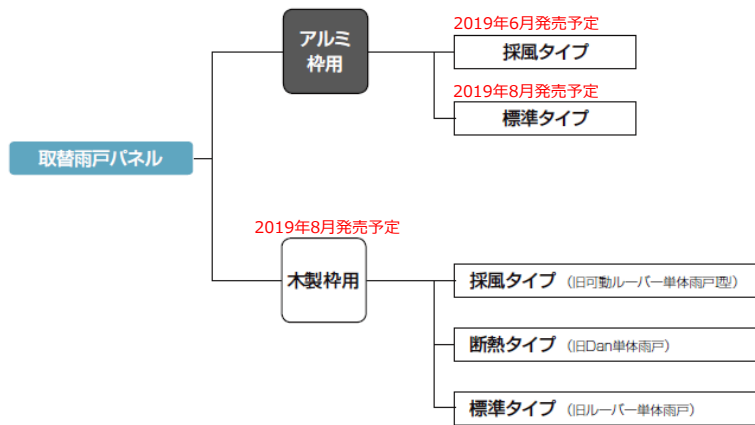 2019年6月発売予定
アルミ
枠用
採風タイプ
2019年8月発売予定
標準タイプ
取替雨戸パネル
2019年8月発売予定
木製枠用
採風タイプ (旧可動ルーバー単体雨戸Ⅰ型)
断熱タイプ (旧Dan単体雨戸)
標準タイプ (旧ルーバー単体雨戸)